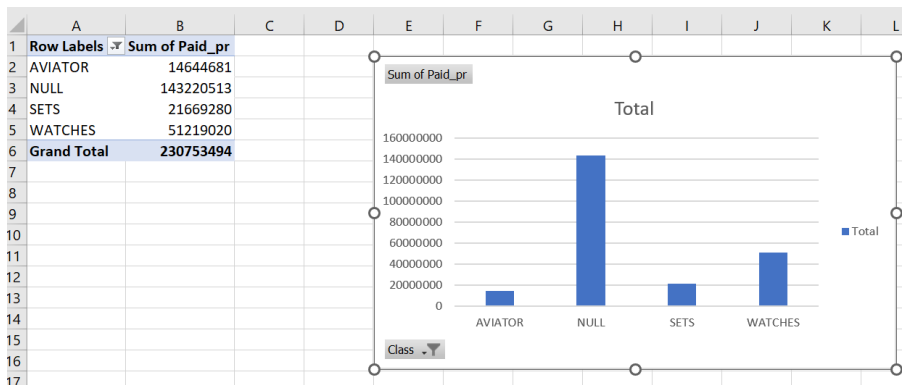 A B C D E F G H I J K L
1 Row Labels Sum of Paid_pr
2 AVIATOR 14644681
3 NULL 143220513
4 SETS 21669280
5 WATCHES 51219020
6 Grand Total 230753494
7
8
9
10
11
12
13
14
15
16
17
Sum of Paid_pr
Total
160000000
140000000
120000000
100000000
80000000
60000000
40000000
20000000
0
AVIATOR NULL SETS WATCHES
Total
Class